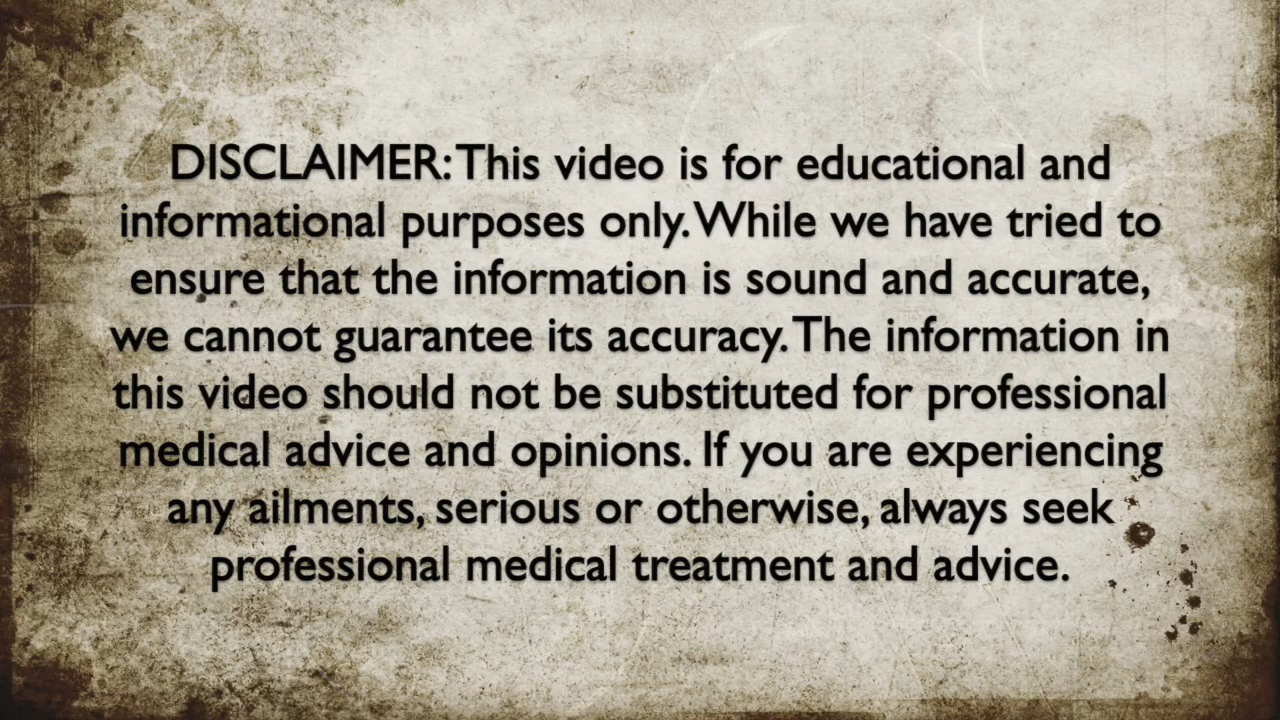 DISCLAIMER: This video is for educational and
informational purposes only. While we have tried to
ensure that the information is sound and accurate,
we cannot guarantee its accuracy. The information in
this video should not be substituted for professional
medical advice and opinions. If you are experiencing
any ailments, serious or otherwise, always seek
professional medical treatment and advice.